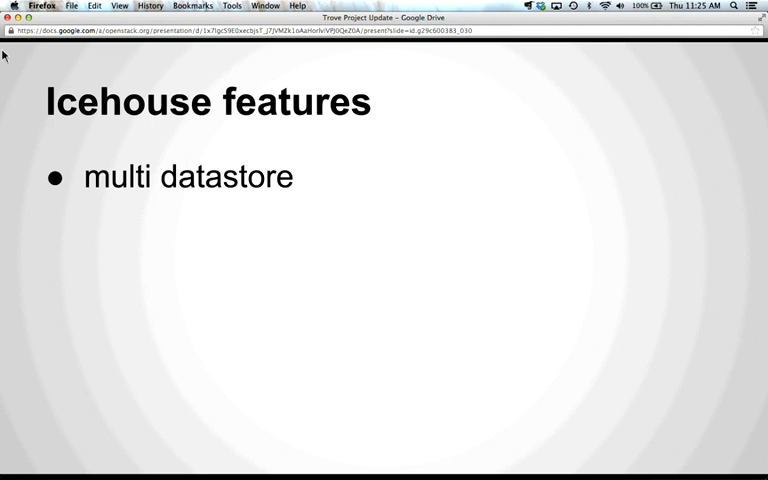 Firefox File Edit View History Bookmarks Tools Window Help 100% Thu 11:25 AM
Trove Project Update – Google Drive
Icehouse features
● multi datastore